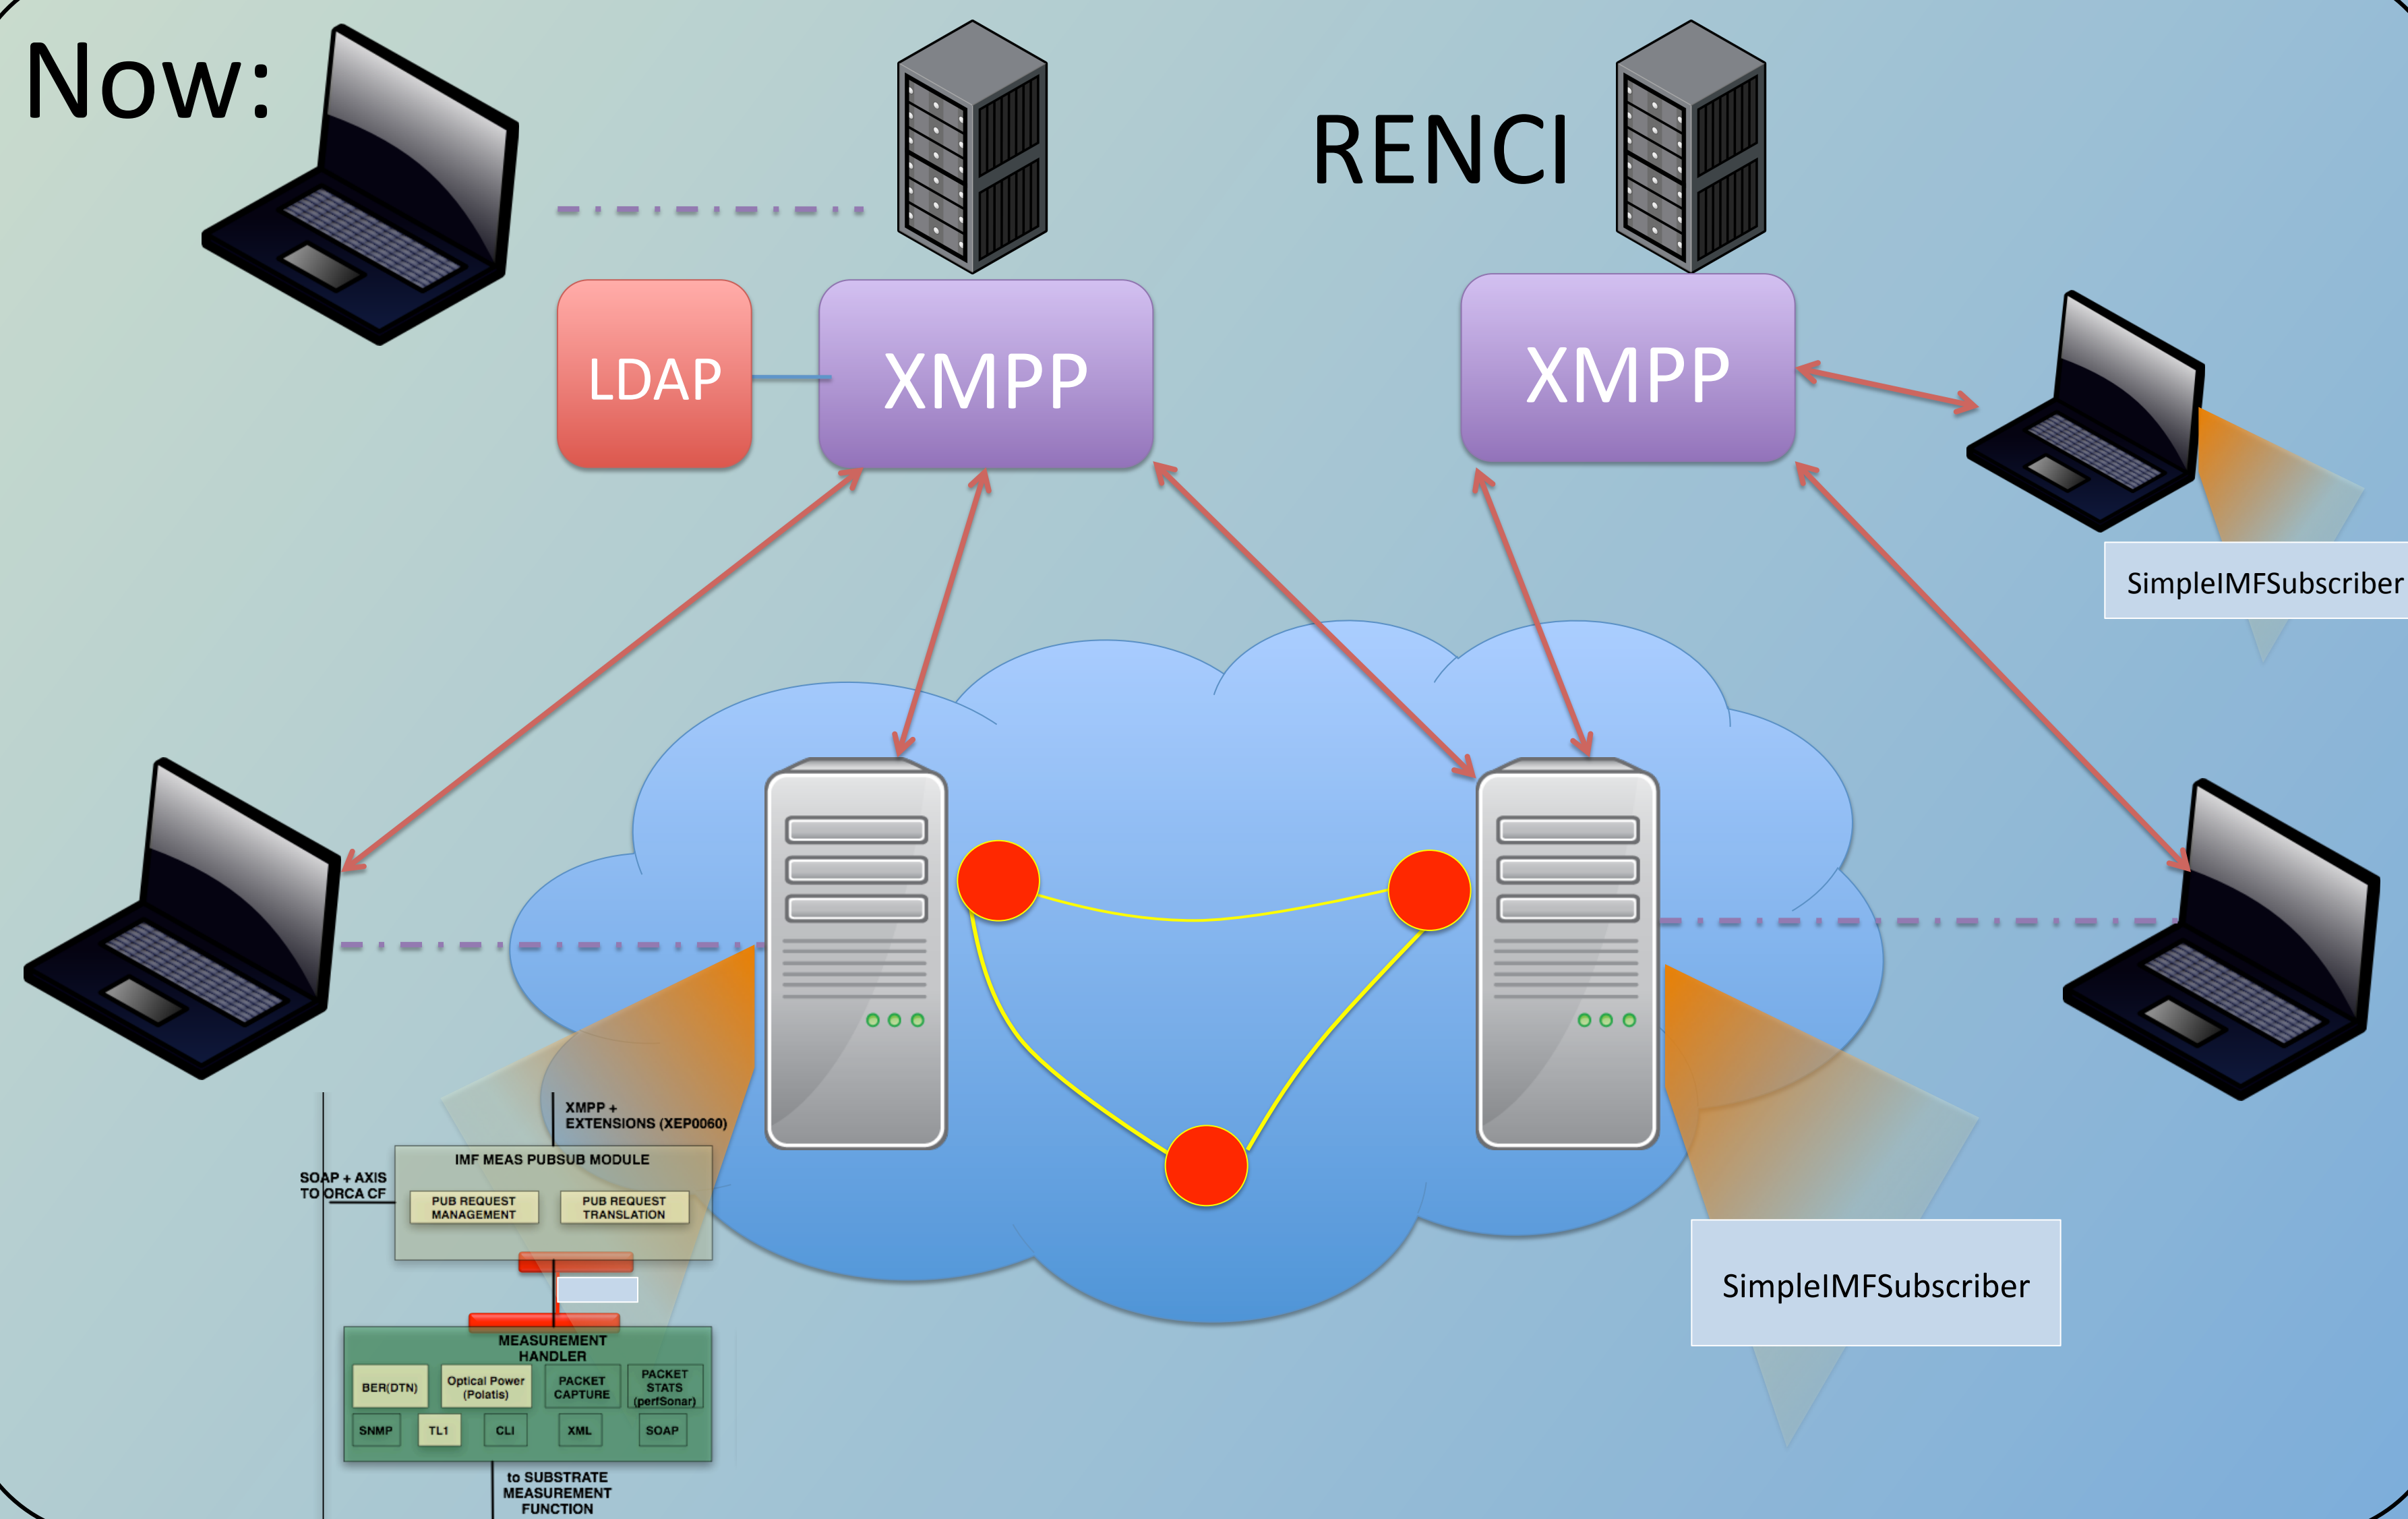 Now:
RENCI
LDAP
XMPP
XMPP
SimpleIMFSubscriber
XMPP +
EXTENSIONS (XEP0060)
IMF MEAS PUBSUB MODULE
SOAP + AXIS
TO ORCA CF
PUB REQUEST
MANAGEMENT
PUB REQUEST
TRANSLATION
SimpleIMFSubscriber
MEASUREMENT
HANDLER
BER(DTN)
Optical Power
(Polatis)
PACKET
CAPTURE
PACKET
STATS
(perfSonar)
SNMP
TL1
CLI
XML
SOAP
to SUBSTRATE
MEASUREMENT
FUNCTION